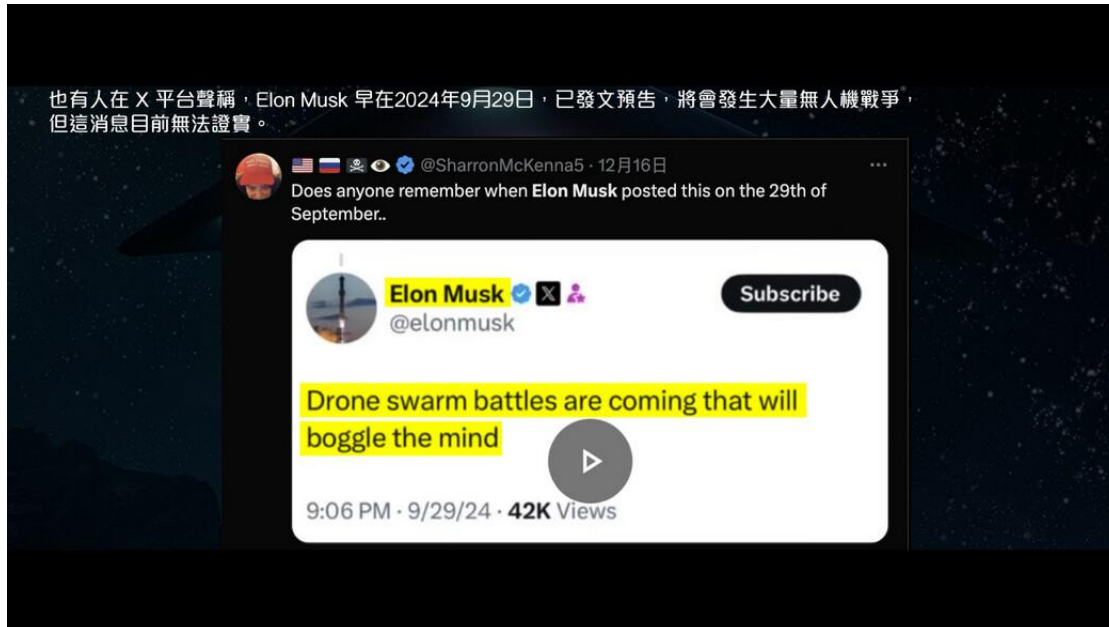 也有人在 X 平台聲稱，Elon Musk 早在2024年9月29日，已發文預告，將會發生大量無人機戰爭，
但這消息目前無法證實。
@SharronMcKenna5 · 12月16日
Does anyone remember when Elon Musk posted this on the 29th of
September..
Elon Musk
Subscribe
@elonmusk
Drone swarm battles are coming that will
boggle the mind
9:06 PM · 9/29/24 · 42K Views